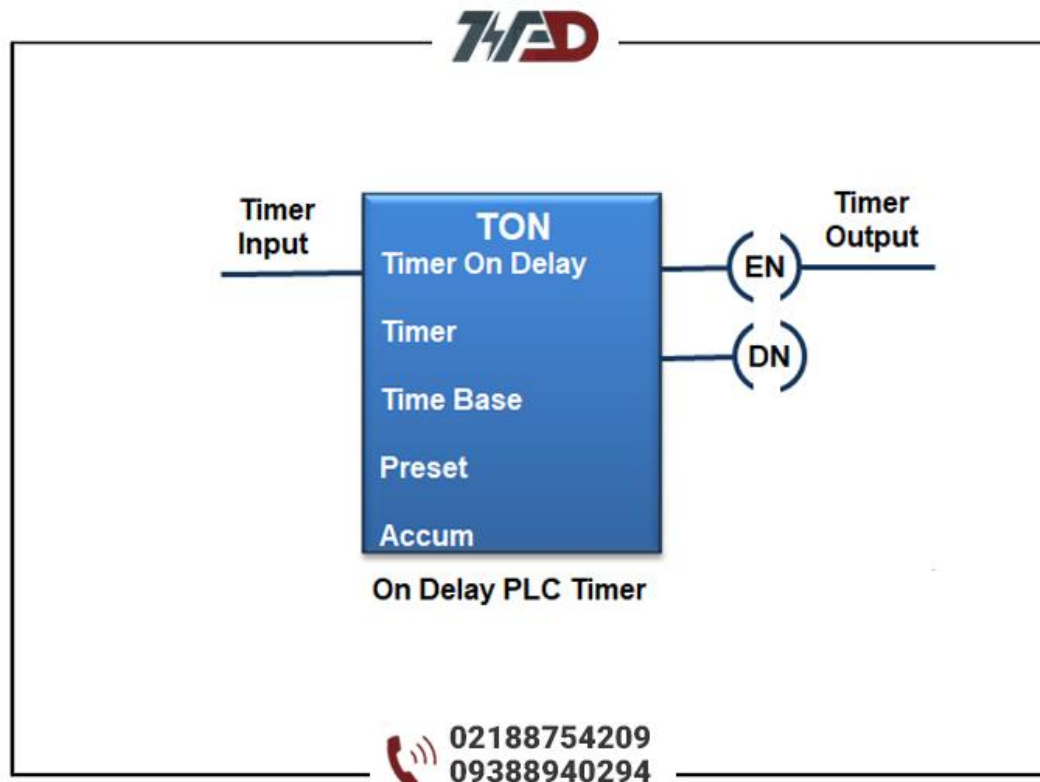 Timer
Input
TON
Timer On Delay
Timer
Time Base
Preset
Accum
EN
DN
Timer
Output
On Delay PLC Timer
02188754209
09388940294